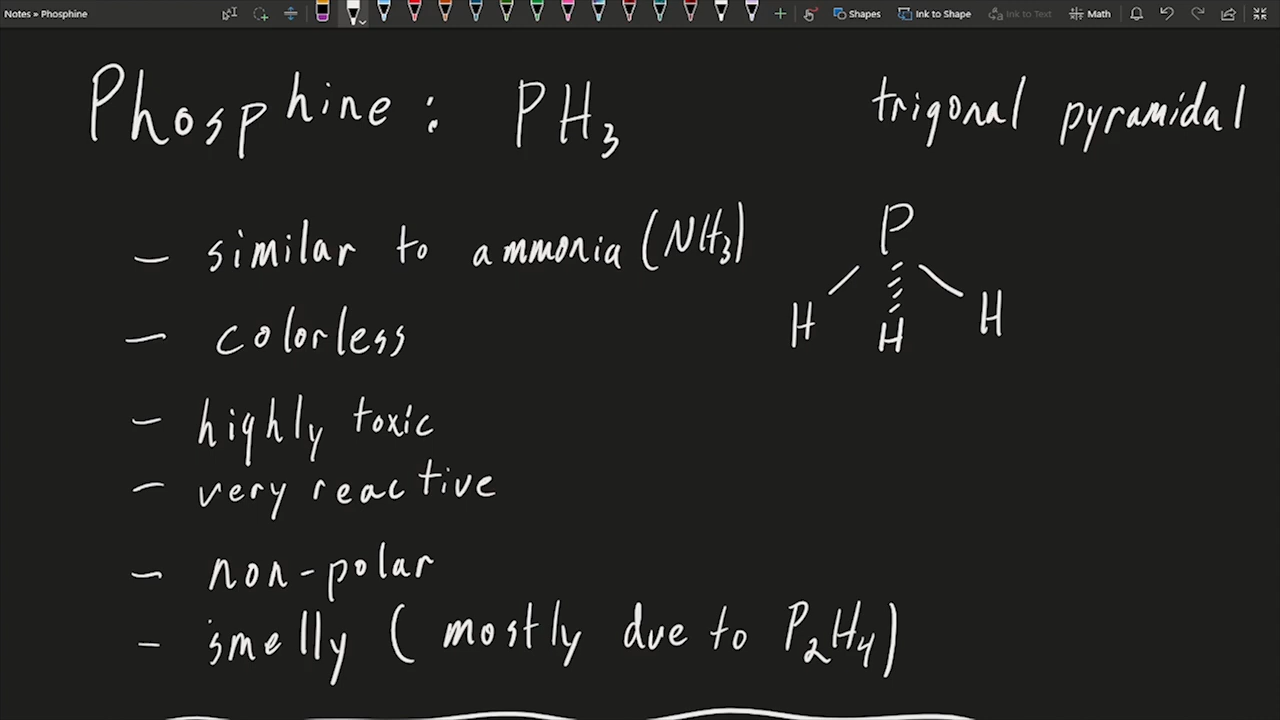 Notes » Phosphine
Shapes
Ink to Shape
Ink to Text
Math
Phosphine: PH₃
trigonal pyramidal
– similar to ammonia (NH₃)
– colorless
– highly toxic
– very reactive
– non-polar
– smelly (mostly due to P₂H₄)
P
H H H